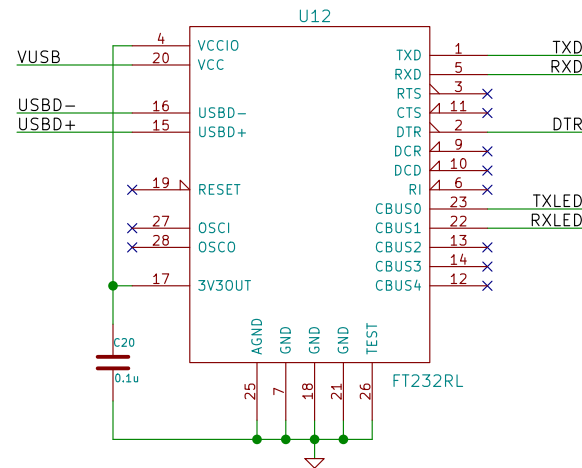 U12
4 VCCIO
VUSB 20 VCC
USBD- 16 USBD-
USBD+ 15 USBD+
19 RESET
27 OSCI
28 OSCO
17 3V3OUT
TXD 1 TXD
RXD 5 RXD
RTS 3
CTS 11
DTR 2 DTR
DCR 9
DCD 10
RI 6
CBUS0 23 TXLED
CBUS1 22 RXLED
CBUS2 13
CBUS3 14
CBUS4 12
AGND GND GND GND TEST
25 7 18 21 26
FT232RL
C20
0.1u